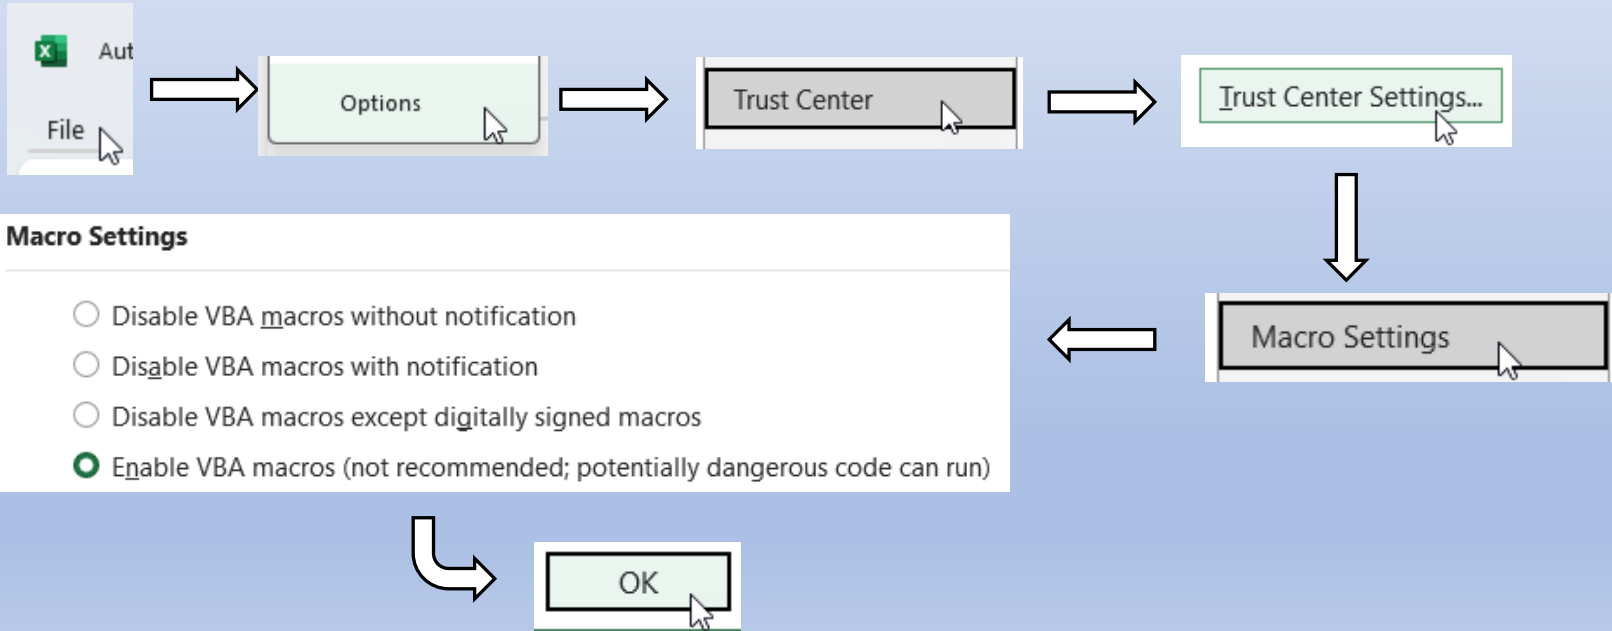 Aut
File
Options
Trust Center
Trust Center Settings...
Macro Settings
Macro Settings
Disable VBA macros without notification
Disable VBA macros with notification
Disable VBA macros except digitally signed macros
Enable VBA macros (not recommended; potentially dangerous code can run)
OK